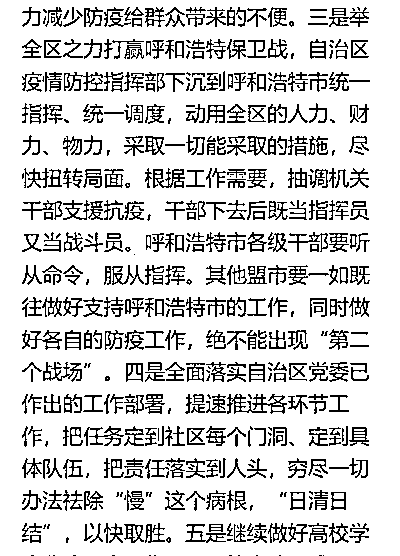 力减少防疫给群众带来的不便。三是举
全区之力打赢呼和浩特保卫战，自治区
疫情防控指挥部下沉到呼和浩特市统一
指挥、统一调度，动用全区的人力、财
力、物力，采取一切能采取的措施，尽
快扭转局面。根据工作需要，抽调机关
干部支援抗疫，干部下去后既当指挥员
又当战斗员。呼和浩特市各级干部要听
从命令，服从指挥。其他盟市要一如既
往做好支持呼和浩特市的工作，同时做
好各自的防疫工作，绝不能出现“第二
个战场”。四是全面落实自治区党委已
作出的工作部署，提速推进各环节工
作，把任务定到社区每个门洞、定到具
体队伍，把责任落实到人头，穷尽一切
办法祛除“慢”这个病根，“日清日
结”，以快取胜。五是继续做好高校学